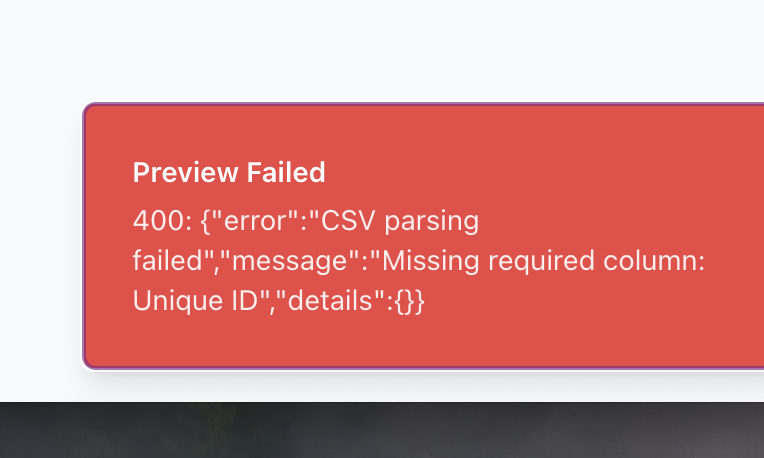 Preview Failed
400: {"error":"CSV parsing
failed","message":"Missing required column:
Unique ID","details":{}}